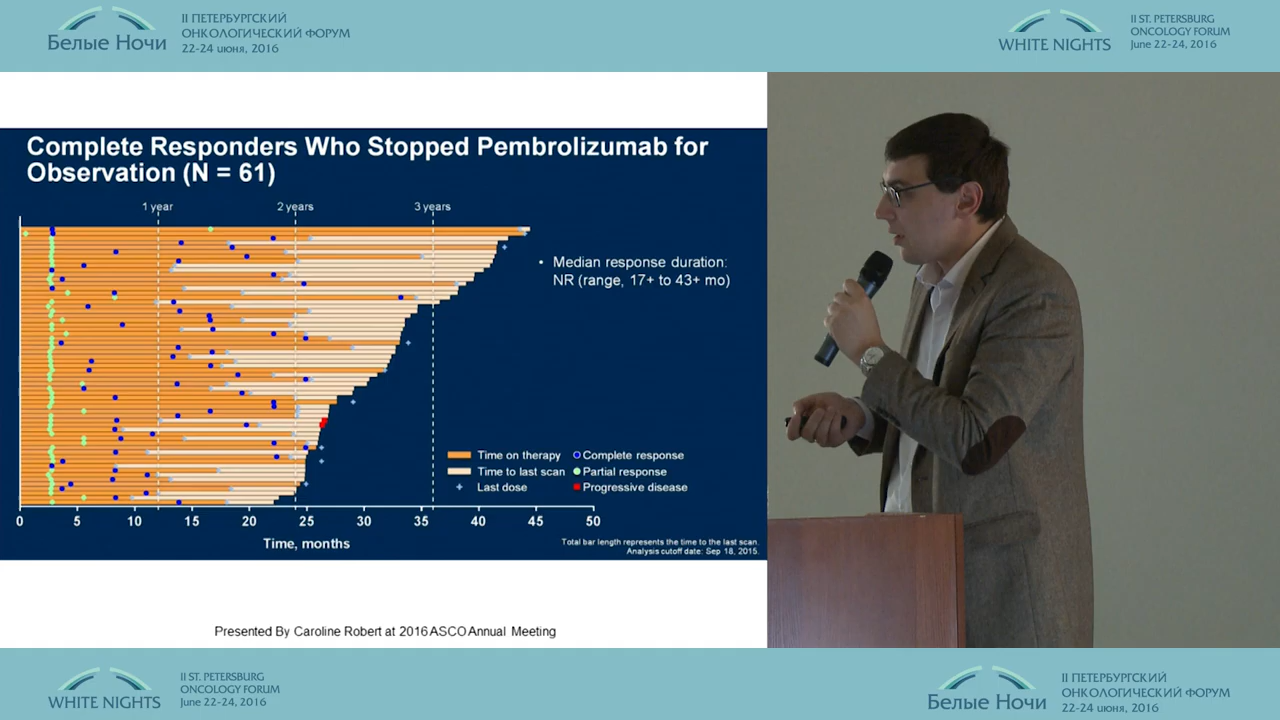 Белые Ночи
II ПЕТЕРБУРГСКИЙ
ОНКОЛОГИЧЕСКИЙ ФОРУМ
22-24 июня, 2016
WHITE NIGHTS
II ST. PETERSBURG
ONCOLOGY FORUM
June 22-24, 2016
Complete Responders Who Stopped Pembrolizumab for
Observation (N = 61)
1 year
2 years
3 years
• Median response duration:
NR (range, 17+ to 43+ mo)
Time on therapy
Complete response
Time to last scan
Partial response
Last dose
Progressive disease
0 5 10 15 20 25 30 35 40 45 50
Time, months
Total bar length represents the time to the last scan.
Analysis cutoff date: Sep 18, 2015.
Presented By Caroline Robert at 2016 ASCO Annual Meeting
WHITE NIGHTS
II ST. PETERSBURG
ONCOLOGY FORUM
June 22-24, 2016
Белые Ночи
II ПЕТЕРБУРГСКИЙ
ОНКОЛОГИЧЕСКИЙ ФОРУМ
22-24 июня, 2016